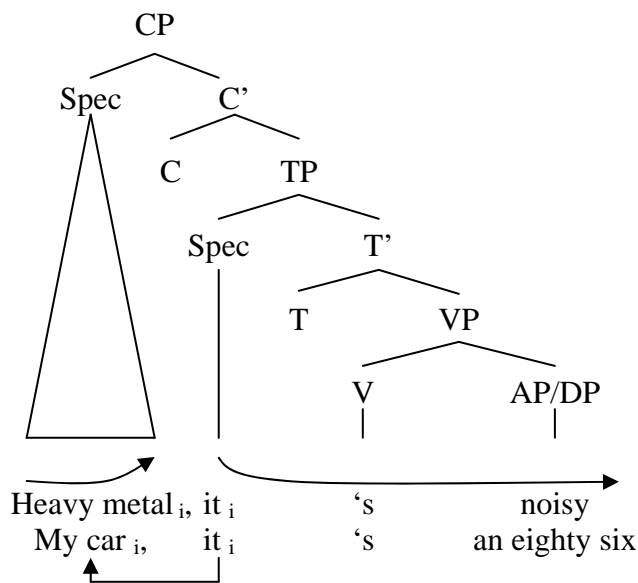 CP
Spec C’
C TP
Spec T’
T VP
V AP/DP
Heavy metal i, it i ‘s noisy
My car i, it i ‘s an eighty six